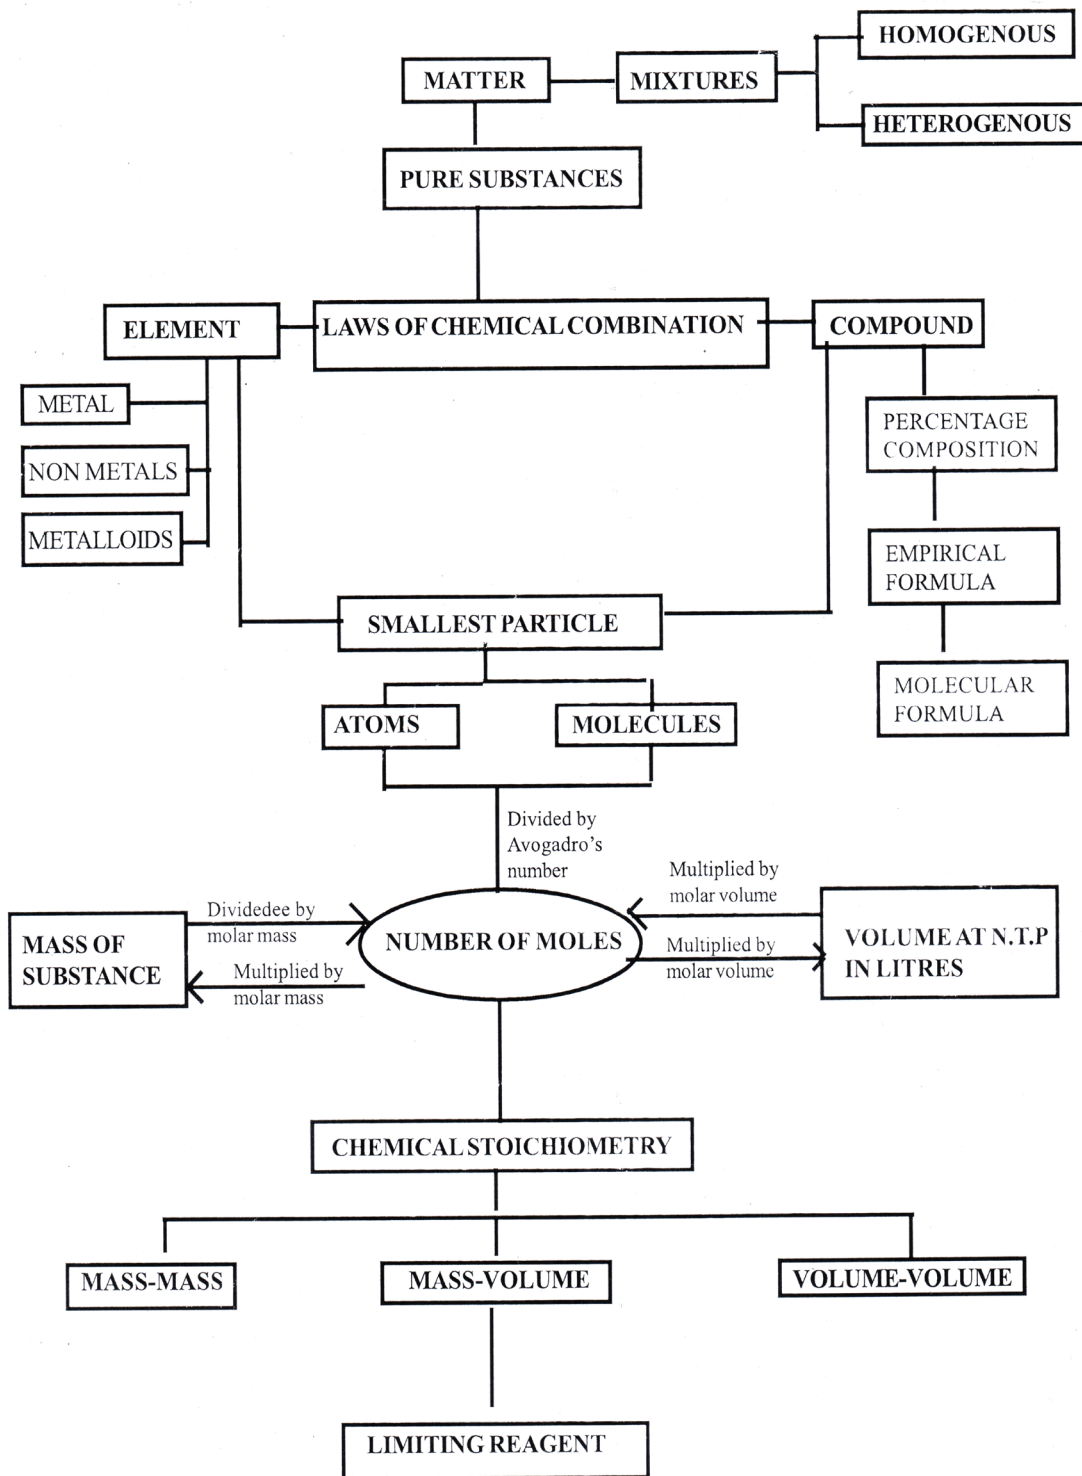 HOMOGENOUS
MATTER
MIXTURES
HETEROGENOUS
PURE SUBSTANCES
ELEMENT
LAWS OF CHEMICAL COMBINATION
COMPOUND
METAL
NON METALS
METALLOIDS
PERCENTAGE
COMPOSITION
EMPIRICAL
FORMULA
MOLECULAR
FORMULA
SMALLEST PARTICLE
ATOMS
MOLECULES
Divided by
Avogadro's
number
MASS OF
SUBSTANCE
Dividedee by
molar mass
Multiplied by
molar mass
NUMBER OF MOLES
Multiplied by
molar volume
Multiplied by
molar volume
VOLUME AT N.T.P
IN LITRES
CHEMICAL STOICHIOMETRY
MASS-MASS
MASS-VOLUME
VOLUME-VOLUME
LIMITING REAGENT